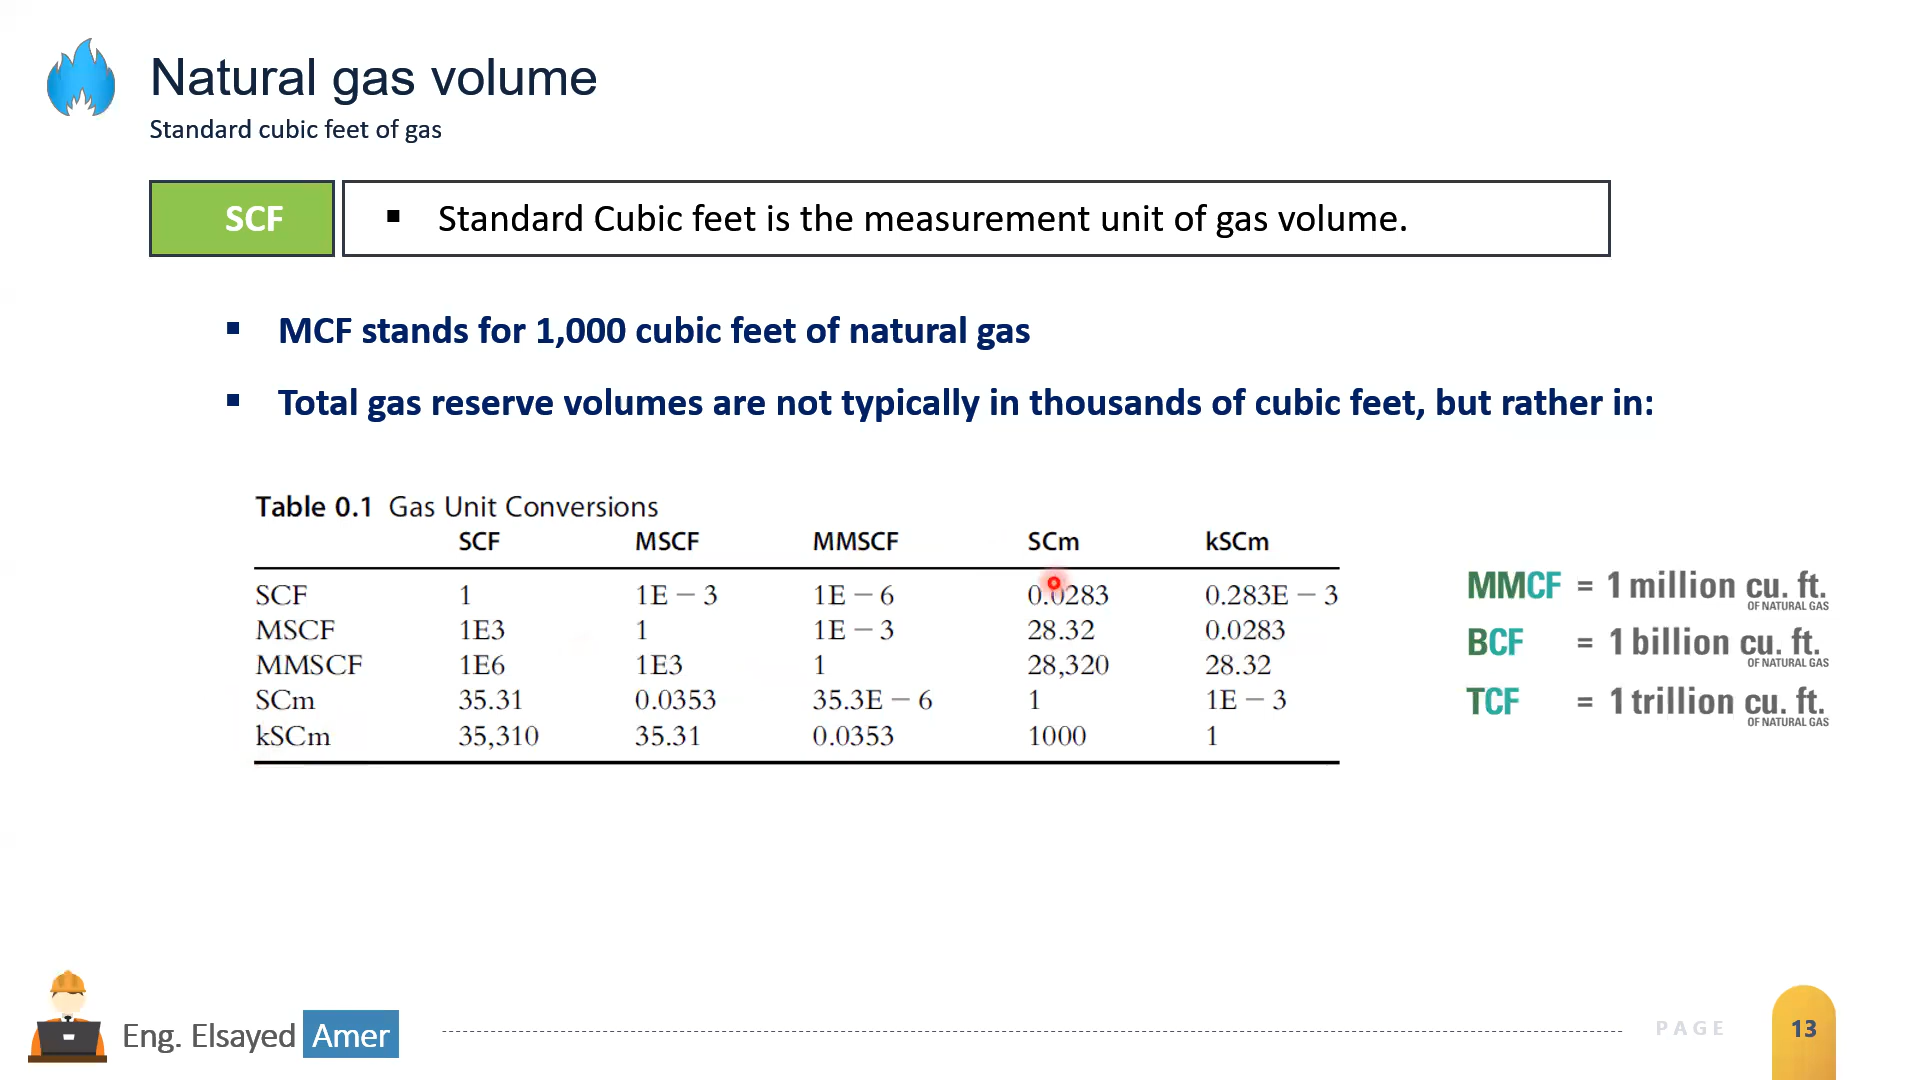 Natural gas volume
Standard cubic feet of gas
SCF
▪ Standard Cubic feet is the measurement unit of gas volume.
▪ MCF stands for 1,000 cubic feet of natural gas
▪ Total gas reserve volumes are not typically in thousands of cubic feet, but rather in:
Table 0.1 Gas Unit Conversions
SCF MSCF MMSCF SCm kSCm
SCF 1 1E − 3 1E − 6 0.0283 0.283E − 3
MSCF 1E3 1 1E − 3 28.32 0.0283
MMSCF 1E6 1E3 1 28,320 28.32
SCm 35.31 0.0353 35.3E − 6 1 1E − 3
kSCm 35,310 35.31 0.0353 1000 1
MMCF = 1 million cu. ft.
OF NATURAL GAS
BCF = 1 billion cu. ft.
OF NATURAL GAS
TCF = 1 trillion cu. ft.
OF NATURAL GAS
Eng. Elsayed Amer
PAGE 13